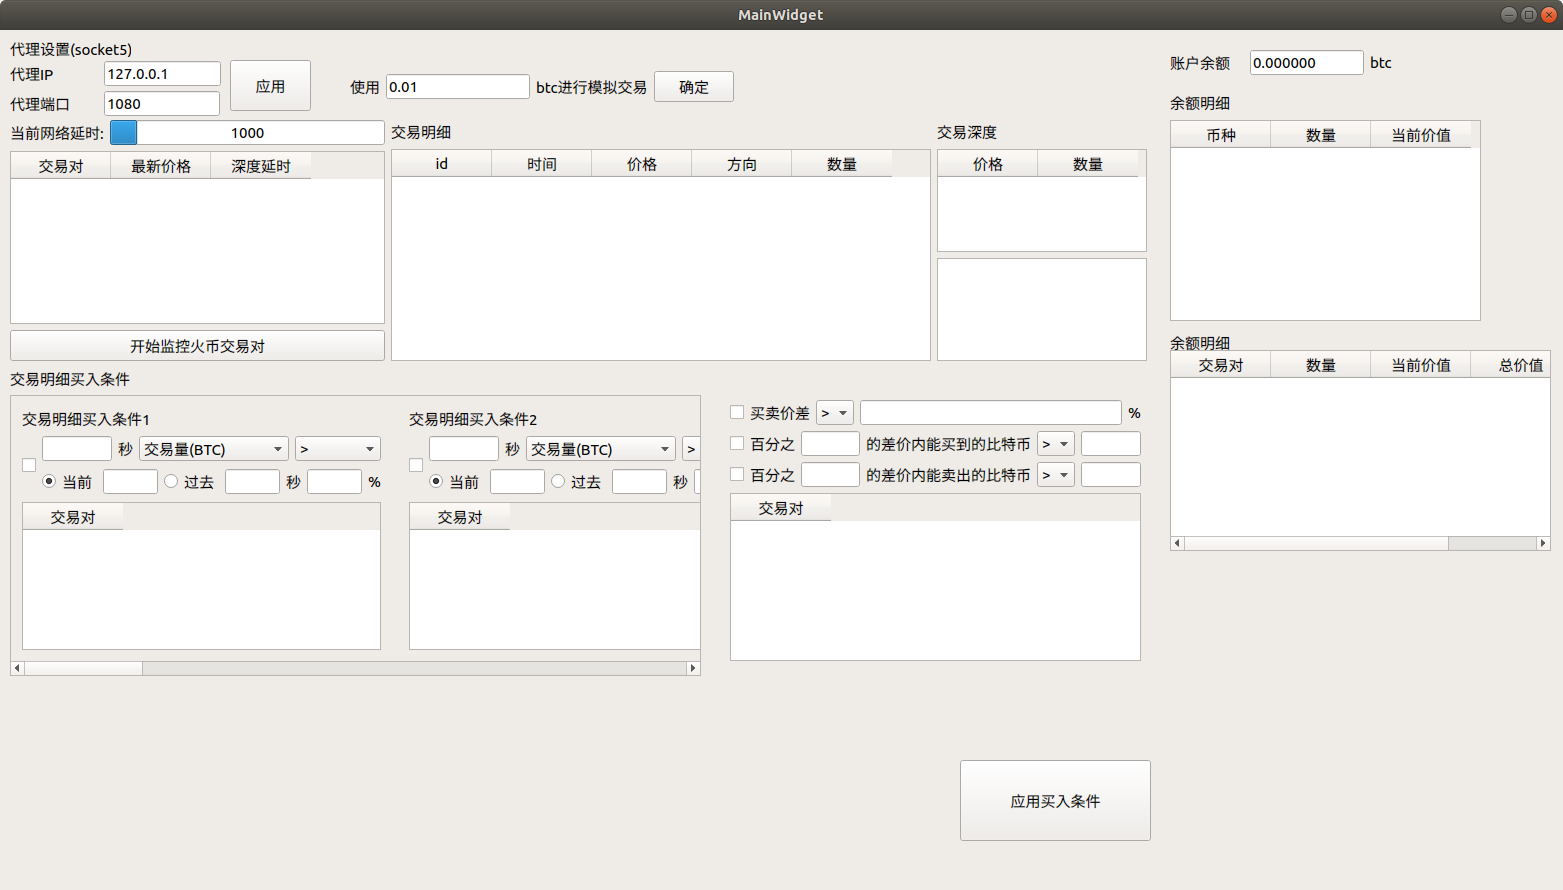 MainWidget
代理设置(socket5)
代理IP 127.0.0.1
应用
代理端口 1080
使用 0.01 btc进行模拟交易 确定
当前网络延时: 1000
交易对 最新价格 深度延时
开始监控火币交易对
交易明细
id 时间 价格 方向 数量
交易深度
价格 数量
账户余额 0.000000 btc
余额明细
币种 数量 当前价值
余额明细
交易对 数量 当前价值 总价值
交易明细买入条件
交易明细买入条件1
秒 交易量(BTC) >
当前 过去 秒 %
交易对
交易明细买入条件2
秒 交易量(BTC) >
当前 过去 秒
交易对
买卖价差 > %
百分之 的差价内能买到的比特币 >
百分之 的差价内能卖出的比特币 >
交易对
应用买入条件